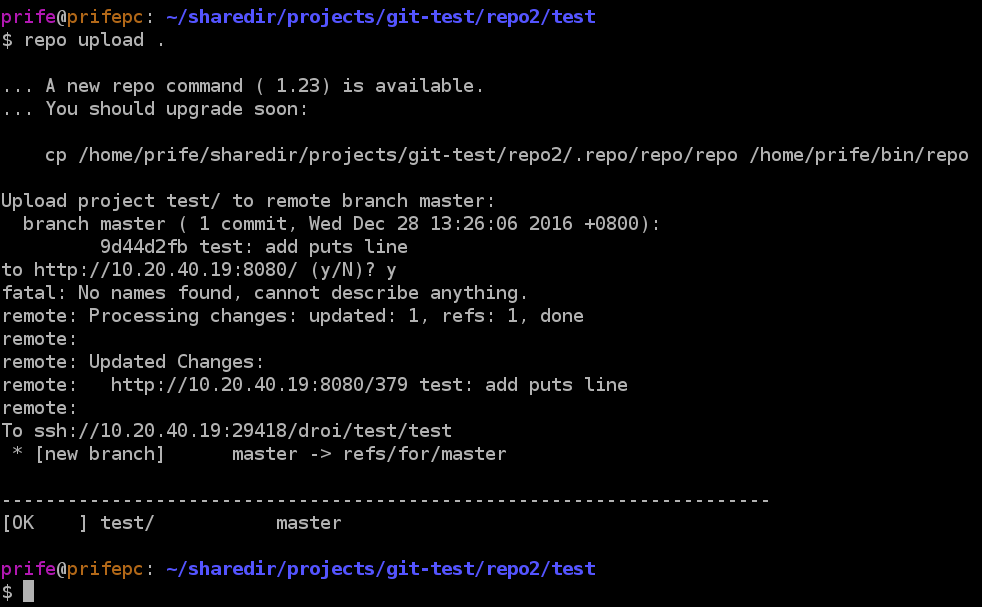 prife@prifepc: ~/sharedir/projects/git-test/repo2/test
$ repo upload .
... A new repo command ( 1.23) is available.
... You should upgrade soon:
    cp /home/prife/sharedir/projects/git-test/repo2/.repo/repo/repo /home/prife/bin/repo
Upload project test/ to remote branch master:
  branch master ( 1 commit, Wed Dec 28 13:26:06 2016 +0800):
         9d44d2fb test: add puts line
to http://10.20.40.19:8080/ (y/N)? y
fatal: No names found, cannot describe anything.
remote: Processing changes: updated: 1, refs: 1, done
remote:
remote: Updated Changes:
remote:   http://10.20.40.19:8080/379 test: add puts line
remote:
To ssh://10.20.40.19:29418/droi/test/test
 * [new branch]      master -> refs/for/master
----------------------------------------------------------------------
[OK    ] test/           master
prife@prifepc: ~/sharedir/projects/git-test/repo2/test
$